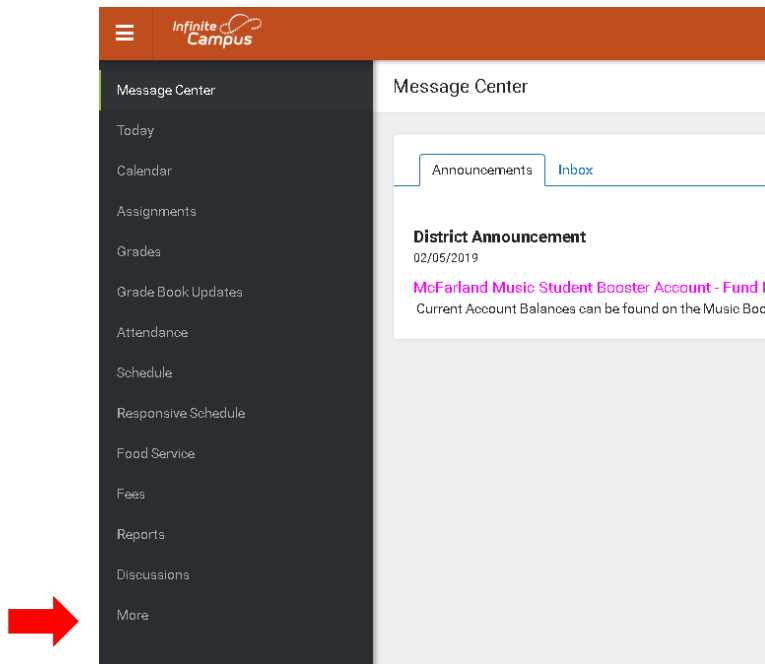 Infinite
Campus
Message Center
Today
Calendar
Assignments
Grades
Grade Book Updates
Attendance
Schedule
Responsive Schedule
Food Service
Fees
Reports
Discussions
More
Message Center
Announcements Inbox
District Announcement
02/05/2019
McFarland Music Student Booster Account - Fund
Current Account Balances can be found on the Music